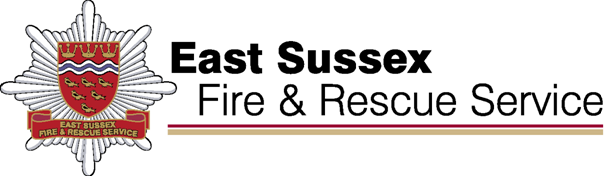 East Sussex
Fire & Rescue Service
EAST SUSSEX
FIRE & RESCUE SERVICE